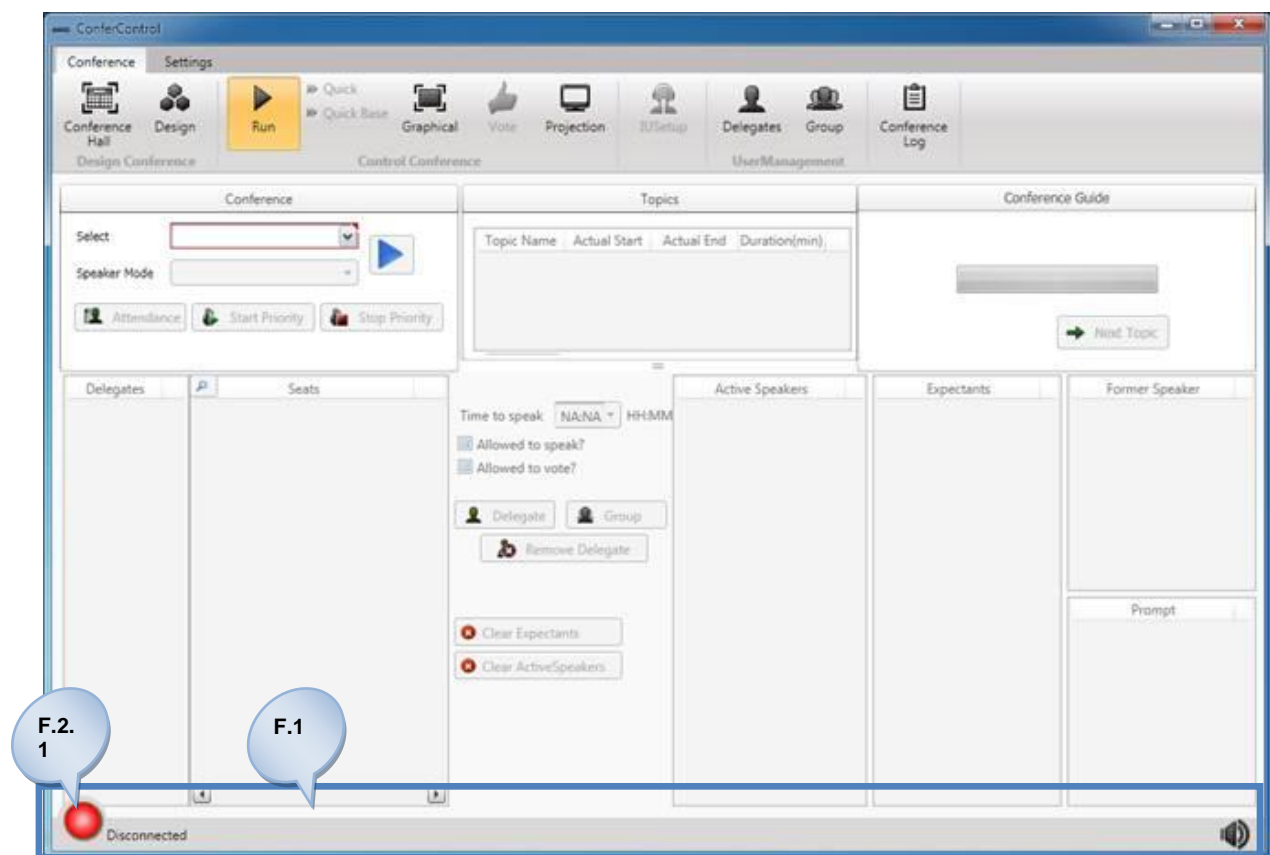 ConferControl
Conference Settings
Conference Hall Design Run Quick Quick Base Graphical Vote Projection IUSetup Delegates Group Conference Log
Design Conference Control Conference UserManagement
Conference Topics Conference Guide
Select
Topic Name Actual Start Actual End Duration(min)
Speaker Mode
Attendance Start Priority Stop Priority
Next Topic
Delegates Seats Active Speakers Expectants Former Speaker
Time to speak NA:NA HH:MM
Allowed to speak?
Allowed to vote?
Delegate Group
Remove Delegate
Prompt
Clear Expectants
Clear ActiveSpeakers
F.2.
1
F.1
Disconnected